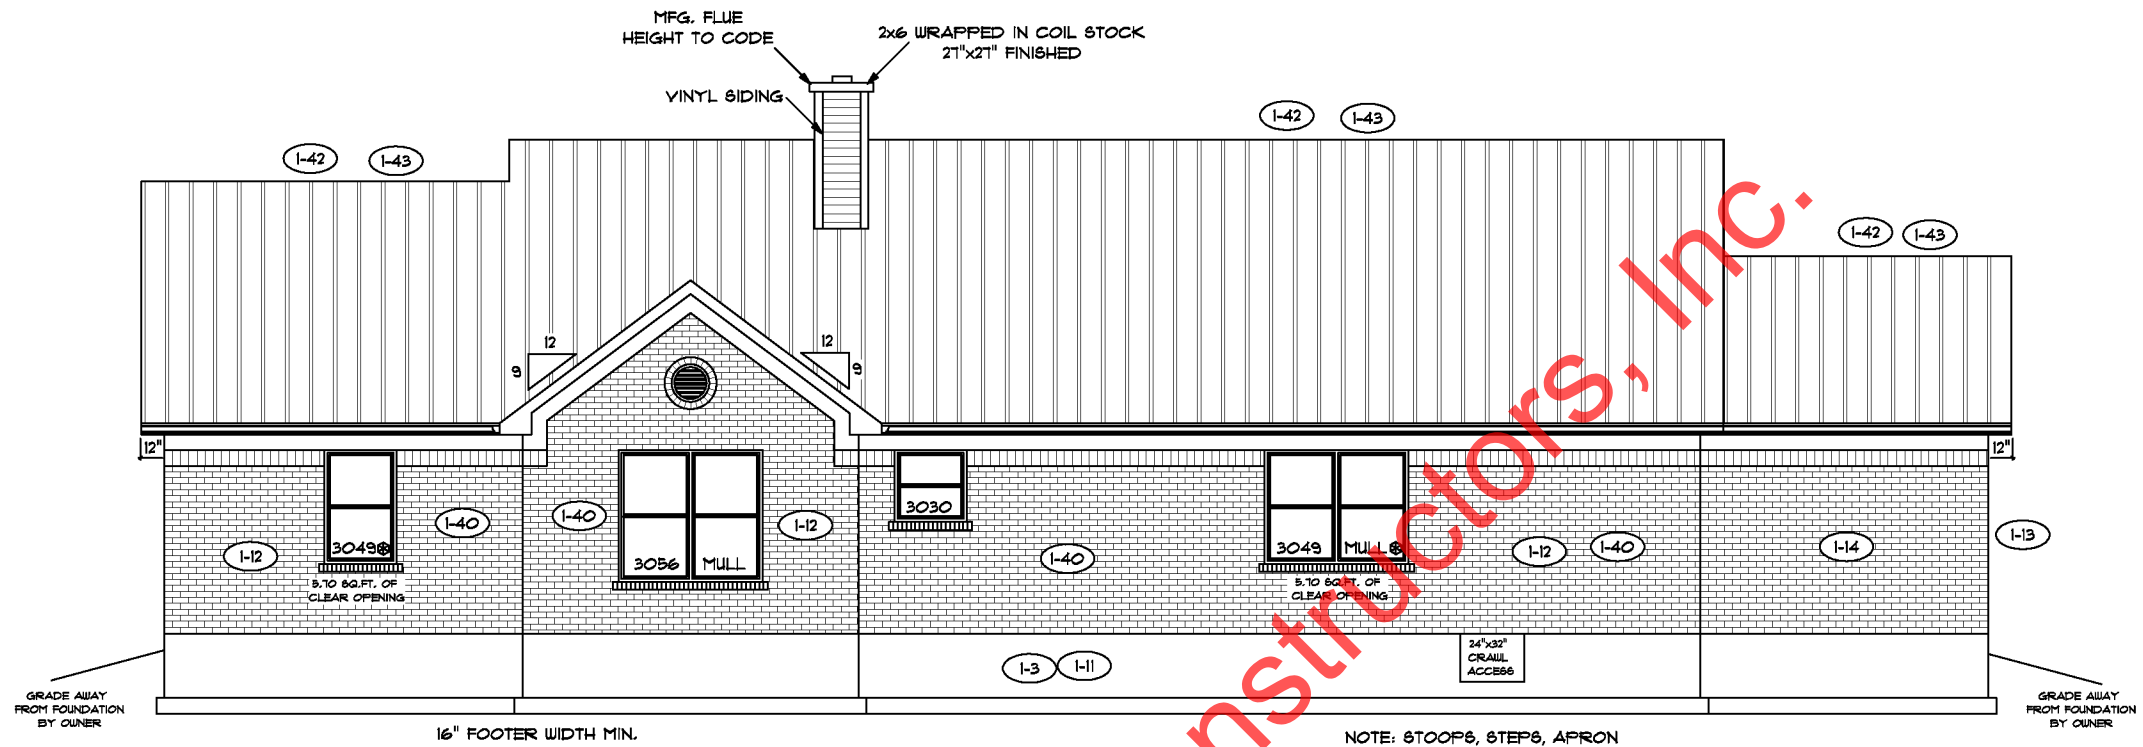 MFG. FLUE
HEIGHT TO CODE
2x6 WRAPPED IN COIL STOCK
27"x27" FINISHED
VINYL SIDING
1-42
1-43
1-42
1-43
1-42
1-43
12
9
12
9
12"
12"
3049
5.70 SQ.FT. OF
CLEAR OPENING
1-12
1-40
1-40
3056
MULL
1-12
3030
1-40
3049
MULL
5.70 SQ.FT. OF
CLEAR OPENING
1-12
1-40
1-14
1-13
1-3
1-11
24"x32"
CRAWL
ACCESS
GRADE AWAY
FROM FOUNDATION
BY OWNER
GRADE AWAY
FROM FOUNDATION
BY OWNER
16" FOOTER WIDTH MIN.
NOTE: STOOPS, STEPS, APRON
nstructors, Inc.